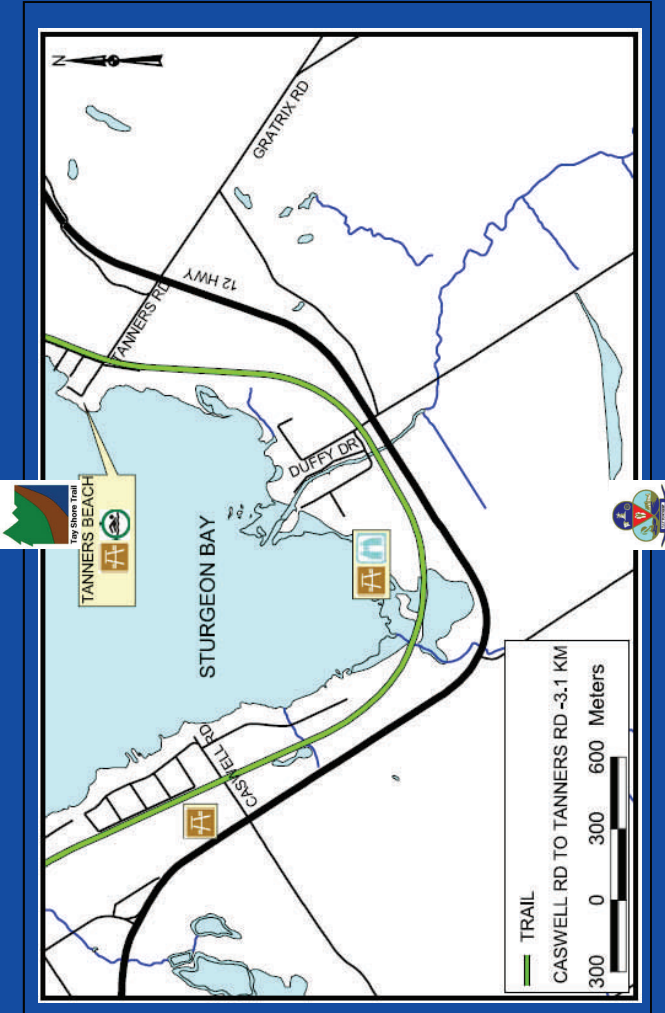 N
GRATRIX RD
12 HWY
TANNERS RD
TANNERS BEACH
Tay Shore Trail
DUFFY DR
STURGEON BAY
CASWELL RD
TRAIL
CASWELL RD TO TANNERS RD -3.1 KM
300 0 300 600 Meters